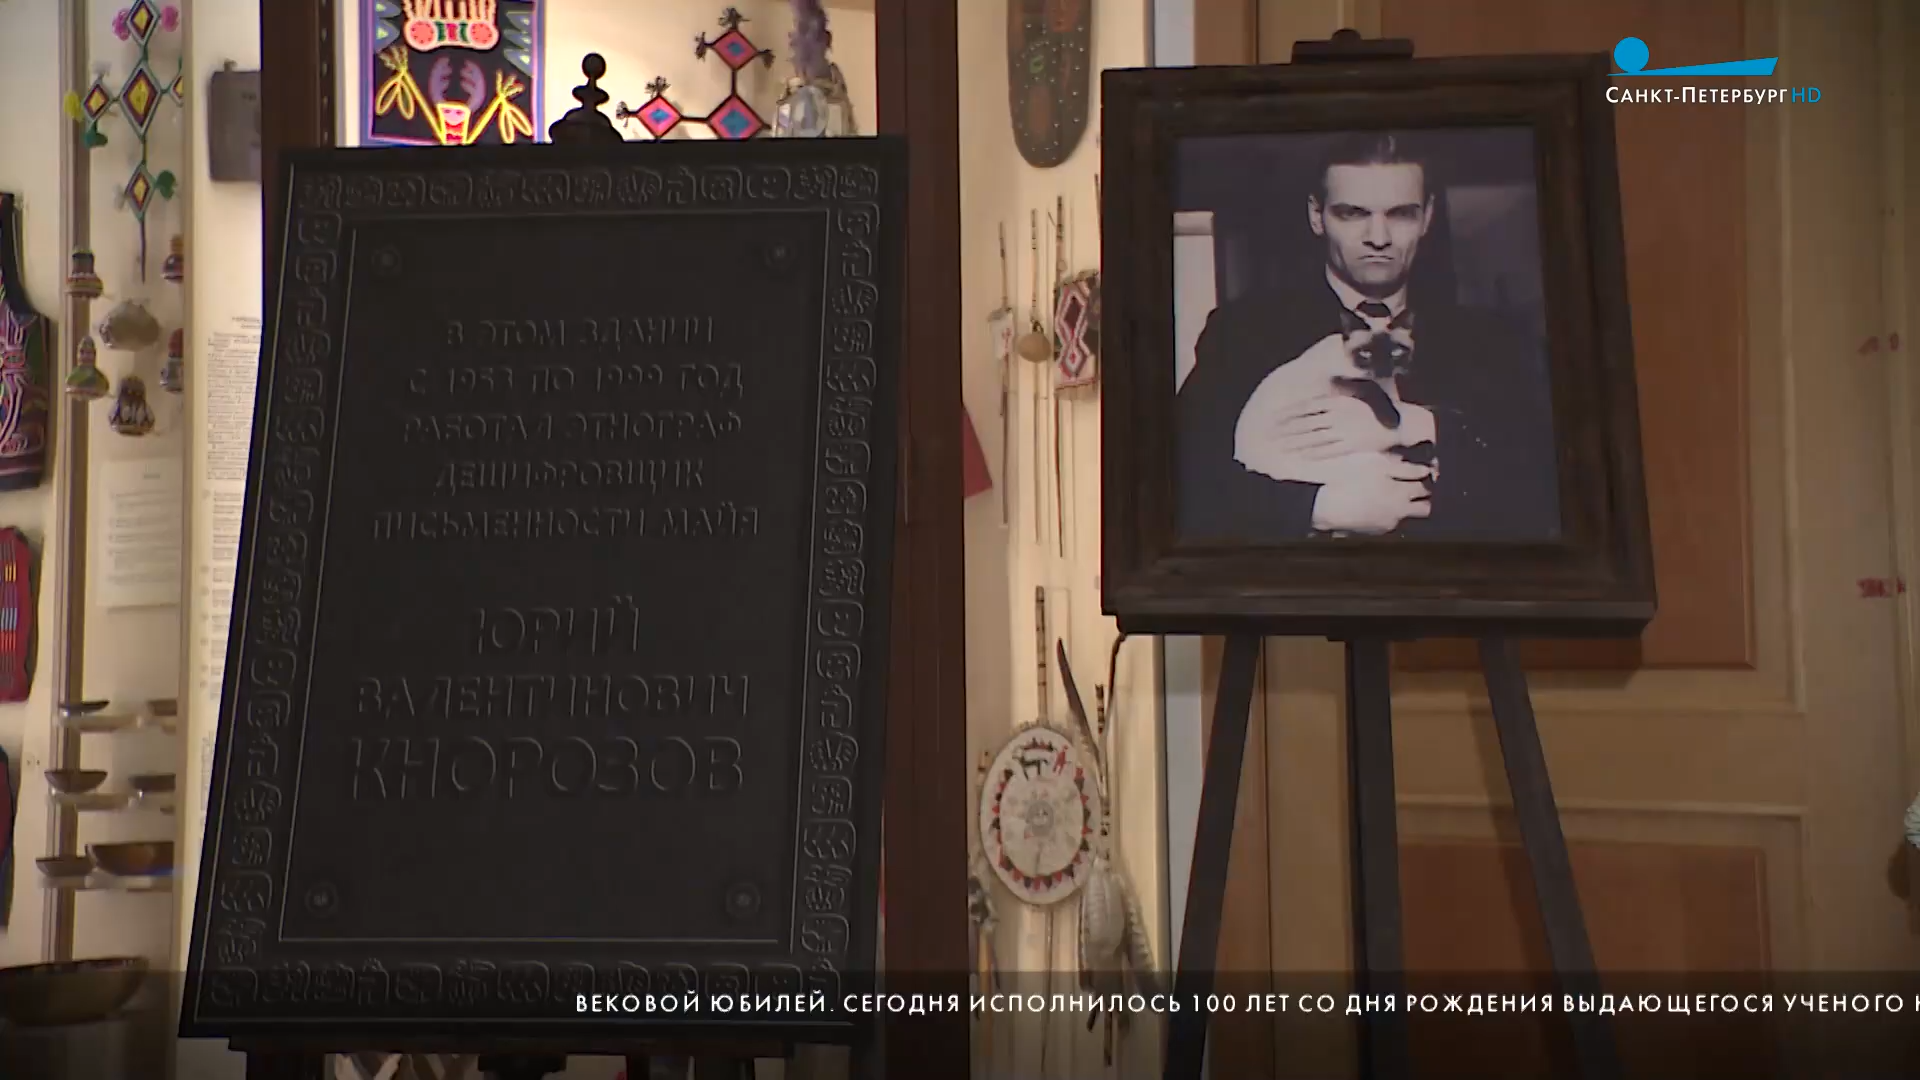 САНКТ-ПЕТЕРБУРГ HD
В ЭТОМ ЗДАНИИ
С 1953 ПО 1999 ГОД
РАБОТАЛ ЭТНОГРАФ
ДЕШИФРОВЩИК
ПИСЬМЕННОСТИ МАЙЯ
ЮРИЙ
ВАЛЕНТИНОВИЧ
КНОРОЗОВ
ВЕКОВОЙ ЮБИЛЕЙ. СЕГОДНЯ ИСПОЛНИЛОСЬ 100 ЛЕТ СО ДНЯ РОЖДЕНИЯ ВЫДАЮЩЕГОСЯ УЧЕНОГО